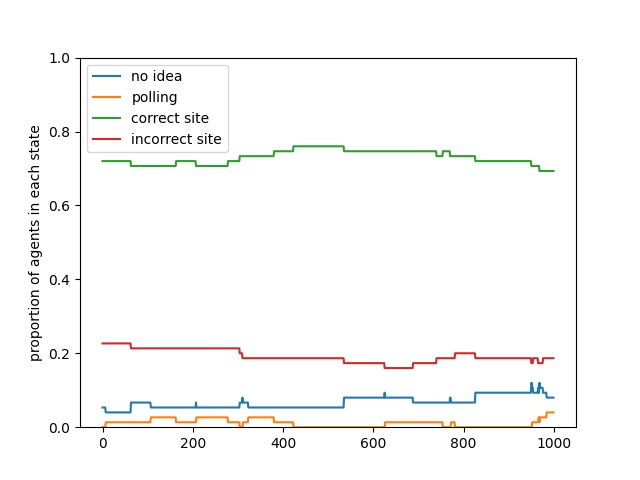 no idea
polling
correct site
incorrect site
proportion of agents in each state
1.0
0.8
0.6
0.4
0.2
0.0
0 200 400 600 800 1000